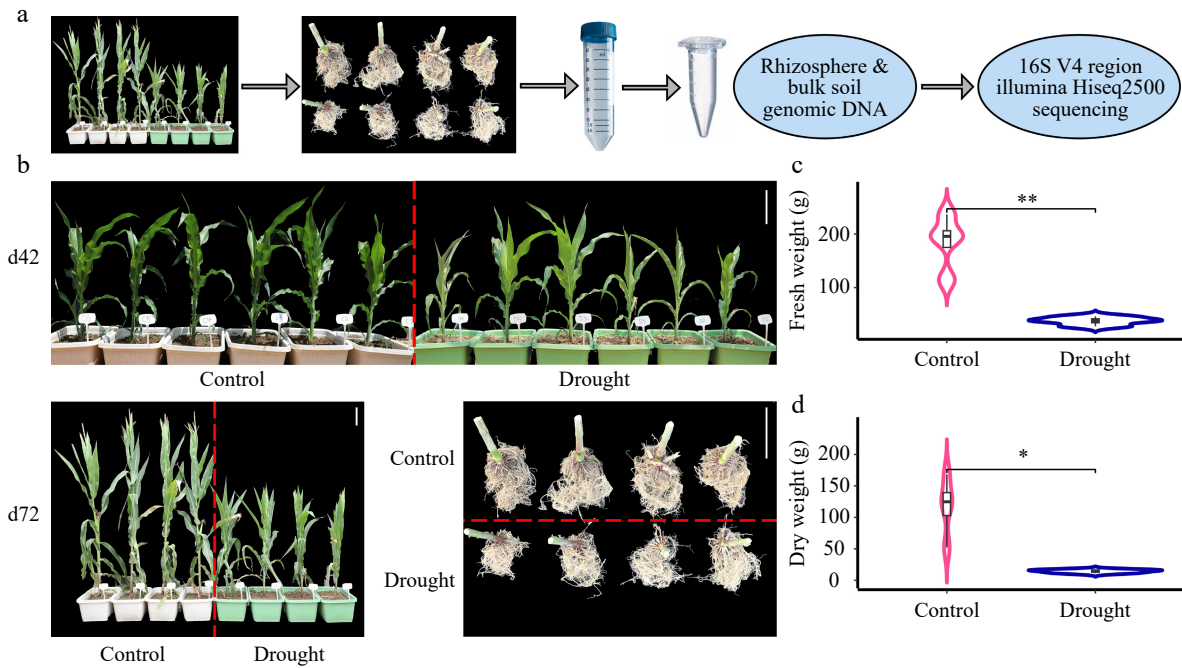 a
Rhizosphere &
bulk soil
genomic DNA
16S V4 region
illumina Hiseq2500
sequencing
b
d42
Control
Drought
d72
Control
Drought
Control
Drought
c
Fresh weight (g)
200
100
**
Control
Drought
d
Dry weight (g)
200
150
100
50
0
*
Control
Drought